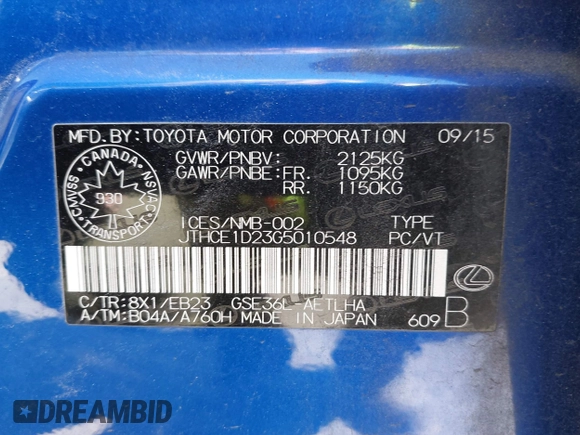 MFD.BY:TOYOTA MOTOR CORPORATION 09/15
GVWR/PNBV: 2125KG
GAWR/PNBE:FR. 1095KG
RR. 1150KG
CANADA
CMVSS NSVAC
930
TRANSPORT
ICES/NMB-002 TYPE
JTHCE1D23G5010548 PC/VT
C/TR:8X1/EB23 GSE36L-AETLHA
A/TM:B04A/A760H MADE IN JAPAN 609 B
DREAMBID